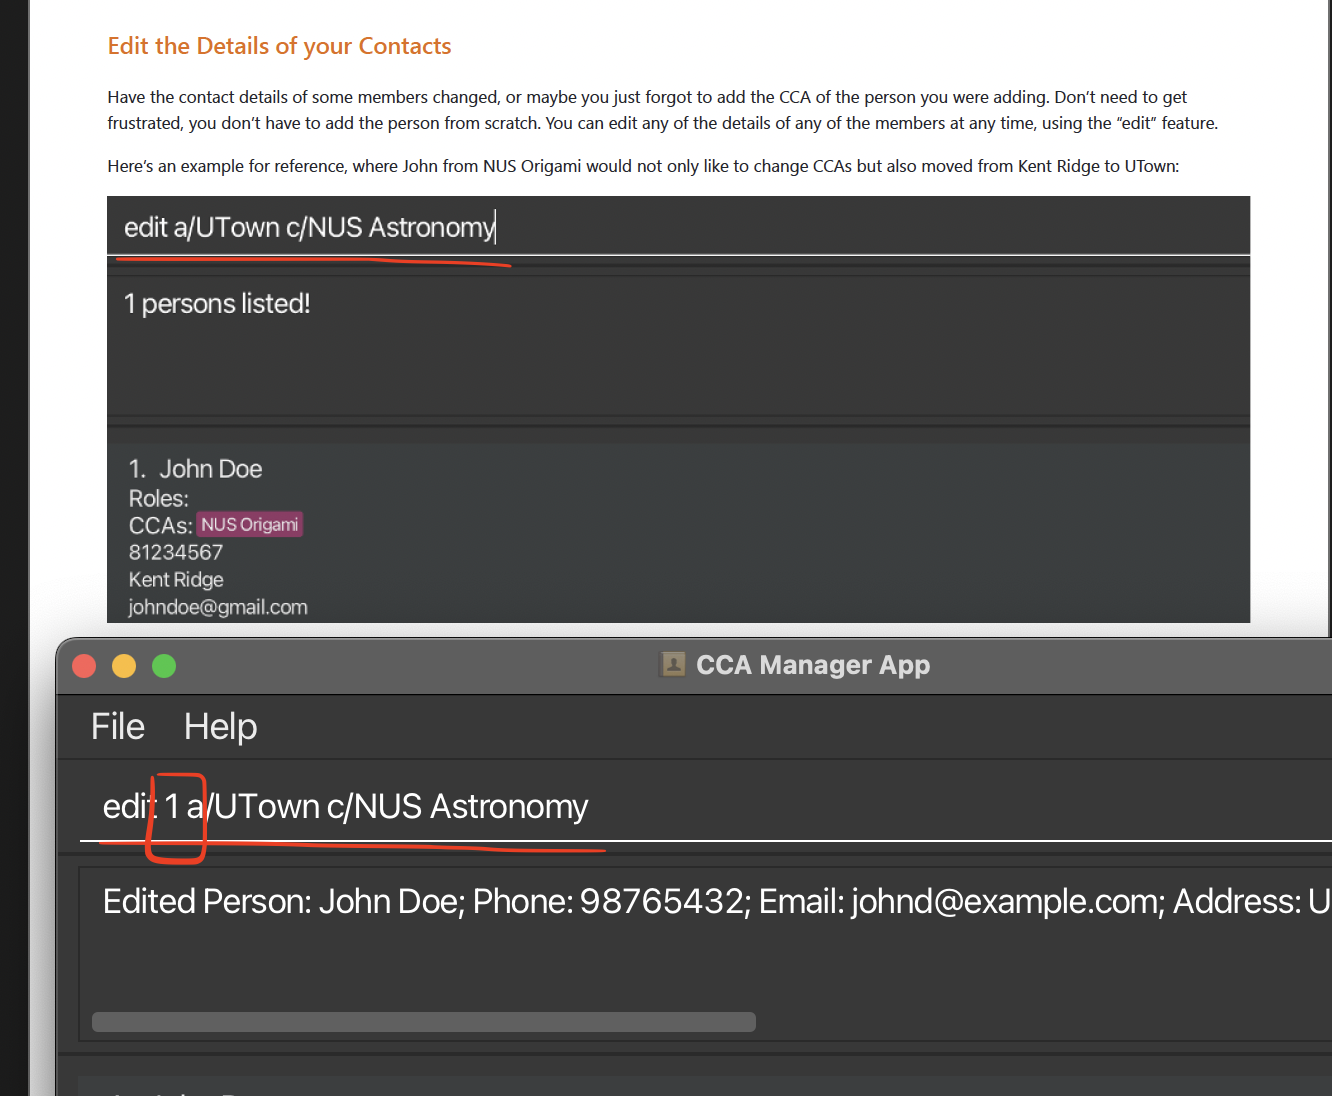 Edit the Details of your Contacts
Have the contact details of some members changed, or maybe you just forgot to add the CCA of the person you were adding. Don’t need to get
frustrated, you don’t have to add the person from scratch. You can edit any of the details of any of the members at any time, using the “edit” feature.
Here’s an example for reference, where John from NUS Origami would not only like to change CCAs but also moved from Kent Ridge to UTown:
edit a/UTown c/NUS Astronomy
1 persons listed!
1. John Doe
Roles:
CCAs: NUS Origami
81234567
Kent Ridge
johndoe@gmail.com
CCA Manager App
File Help
edit 1 a/UTown c/NUS Astronomy
Edited Person: John Doe; Phone: 98765432; Email: johnd@example.com; Address: U